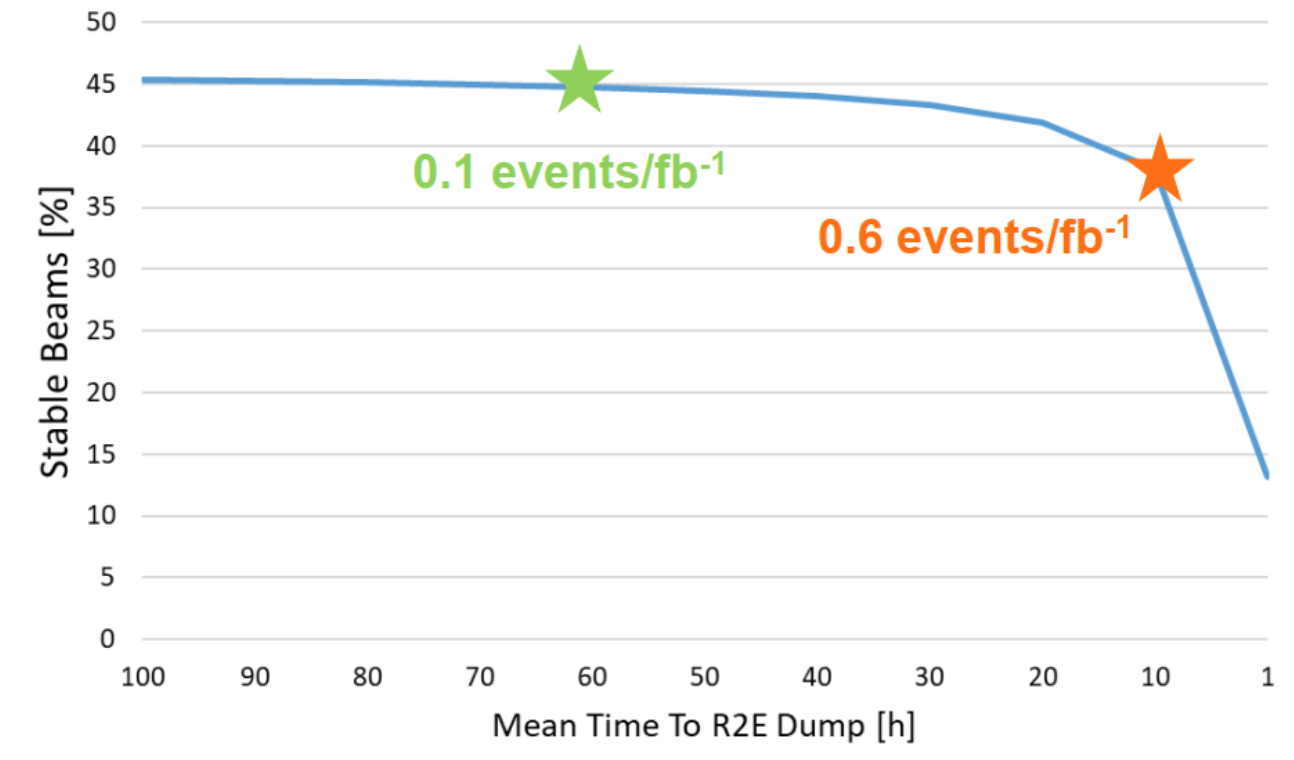 50
45
40
35
30
25
20
15
10
5
0
Stable Beams [%]
0.1 events/fb-1
0.6 events/fb-1
100 90 80 70 60 50 40 30 20 10 1
Mean Time To R2E Dump [h]